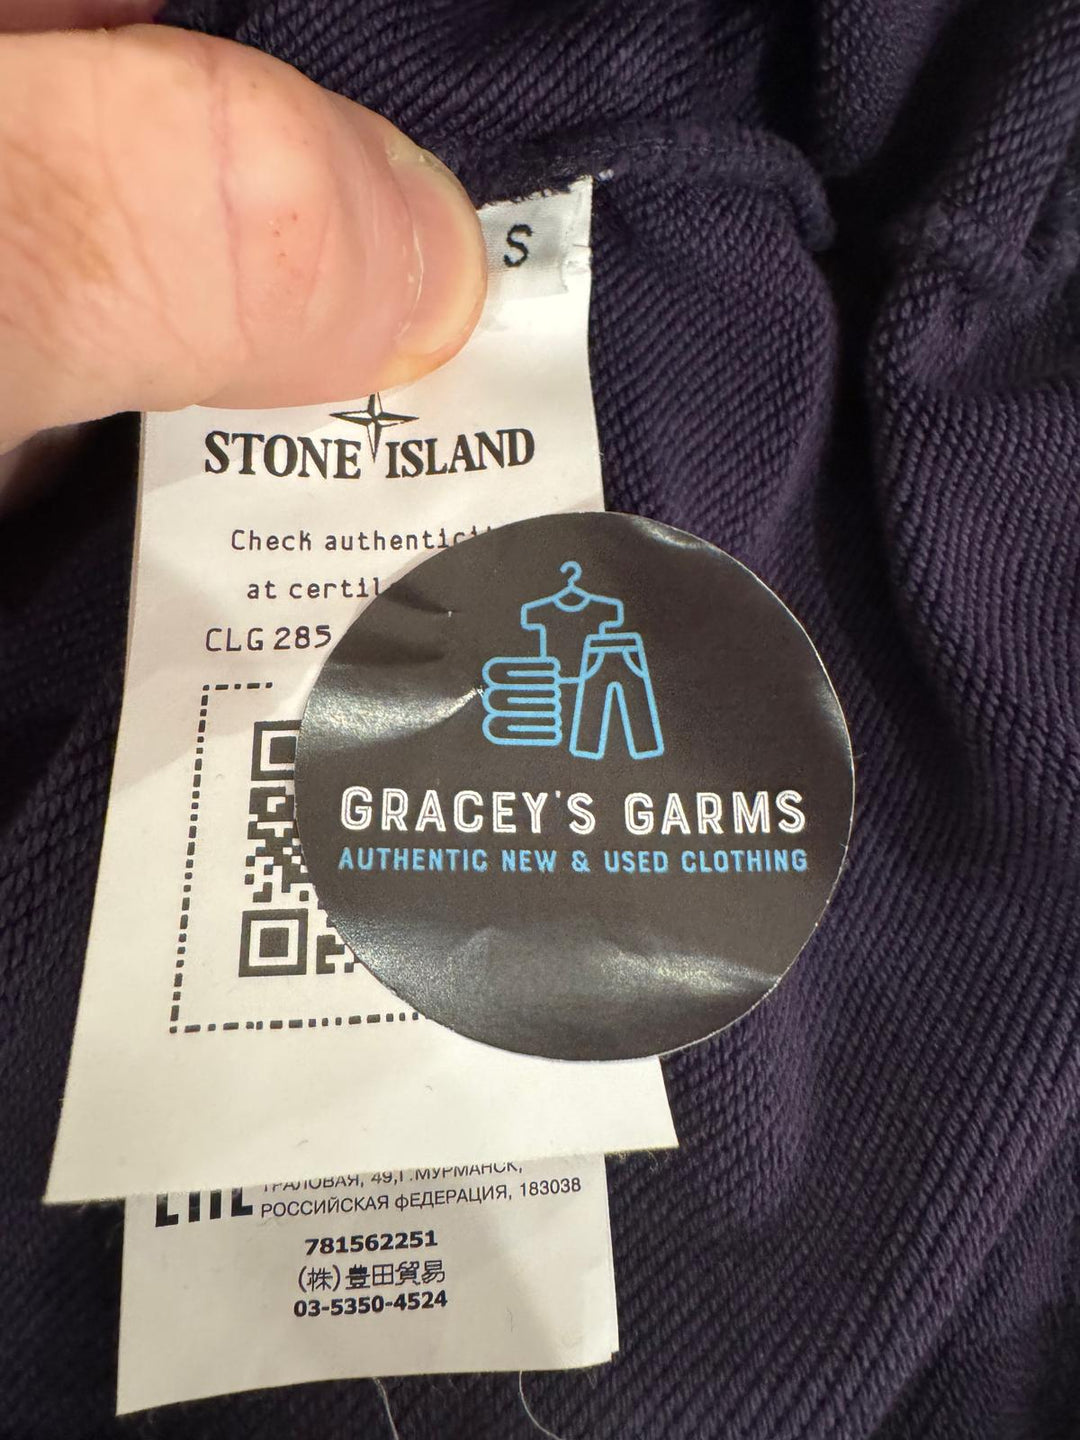 S
STONE ISLAND
Check authentici
at certil
CLG 285
GRACEY'S GARMS
AUTHENTIC NEW & USED CLOTHING
ТРАЛОВАЯ, 49, Г.МУРМАНСК,
РОССИЙСКАЯ ФЕДЕРАЦИЯ, 183038
781562251
(株)豊田貿易
03-5350-4524